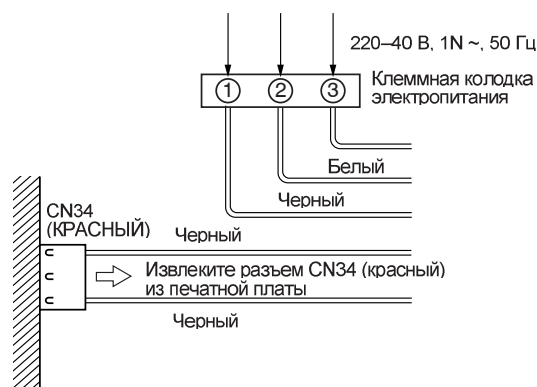 220–40 В, 1N ~, 50 Гц
1 2 3
Клеммная колодка
электропитания
Белый
Черный
CN34
(КРАСНЫЙ)
Черный
Извлеките разъем CN34 (красный)
из печатной платы
Черный